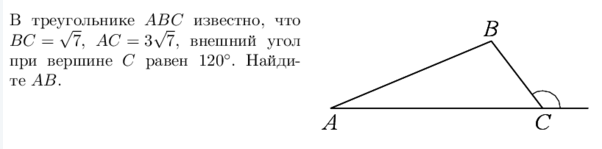 В треугольнике ABC известно, что
BC = √7, AC = 3√7, внешний угол
при вершине C равен 120°. Найди-
те AB.
B
A
C